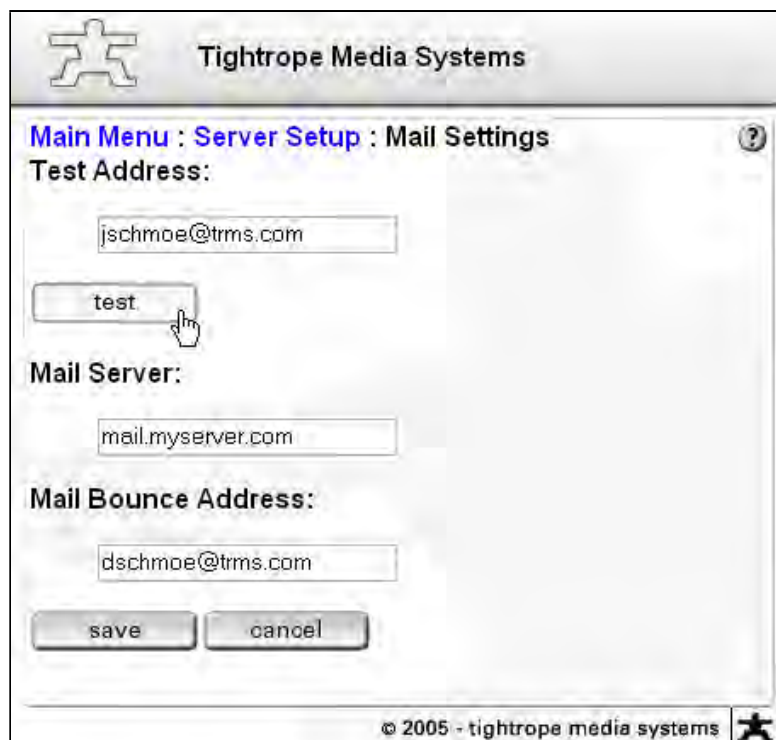 Tightrope Media Systems
Main Menu : Server Setup : Mail Settings
?
Test Address:
jschmoe@trms.com
test
Mail Server:
mail.myserver.com
Mail Bounce Address:
dschmoe@trms.com
save cancel
© 2005 - tightrope media systems